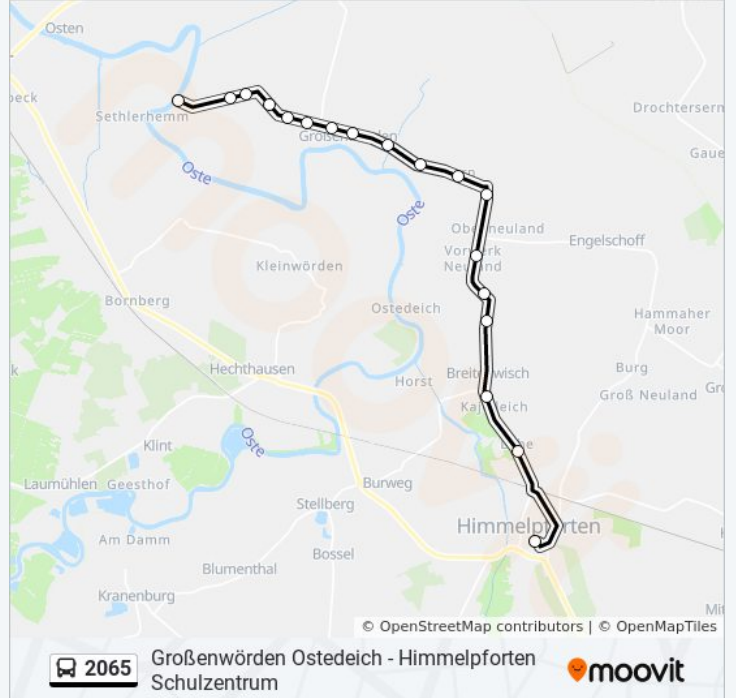 Osten
Drochtersen
Sethlerhemm
Gaue
Oste
Oste
Oberneuland
Engelschoff
Vorwerk
Neuland
Kleinwörden
Bornberg
Ostedeich
Hammaher
Moor
Hechthausen
Horst
Burg
Groß Neuland
Klint
Oste
Laumühlen
Geesthof
Burweg
Stellberg
Am Damm
Bossel
Himmelpforten
Blumenthal
Kranenburg
© OpenStreetMap contributors | © OpenMapTiles
2065
Großenwörden Ostedeich - Himmelpforten
Schulzentrum
moovit